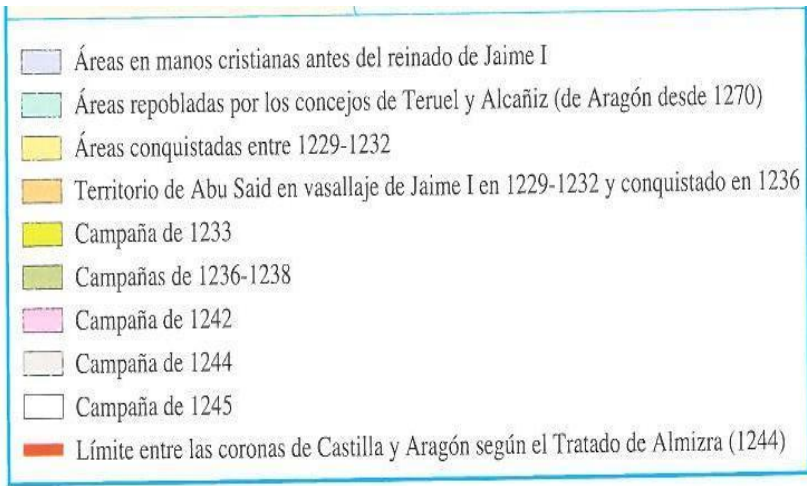 Áreas en manos cristianas antes del reinado de Jaime I
Áreas repobladas por los concejos de Teruel y Alcañiz (de Aragón desde 1270)
Áreas conquistadas entre 1229-1232
Territorio de Abu Said en vasallaje de Jaime I en 1229-1232 y conquistado en 1236
Campaña de 1233
Campañas de 1236-1238
Campaña de 1242
Campaña de 1244
Campaña de 1245
Límite entre las coronas de Castilla y Aragón según el Tratado de Almizra (1244)